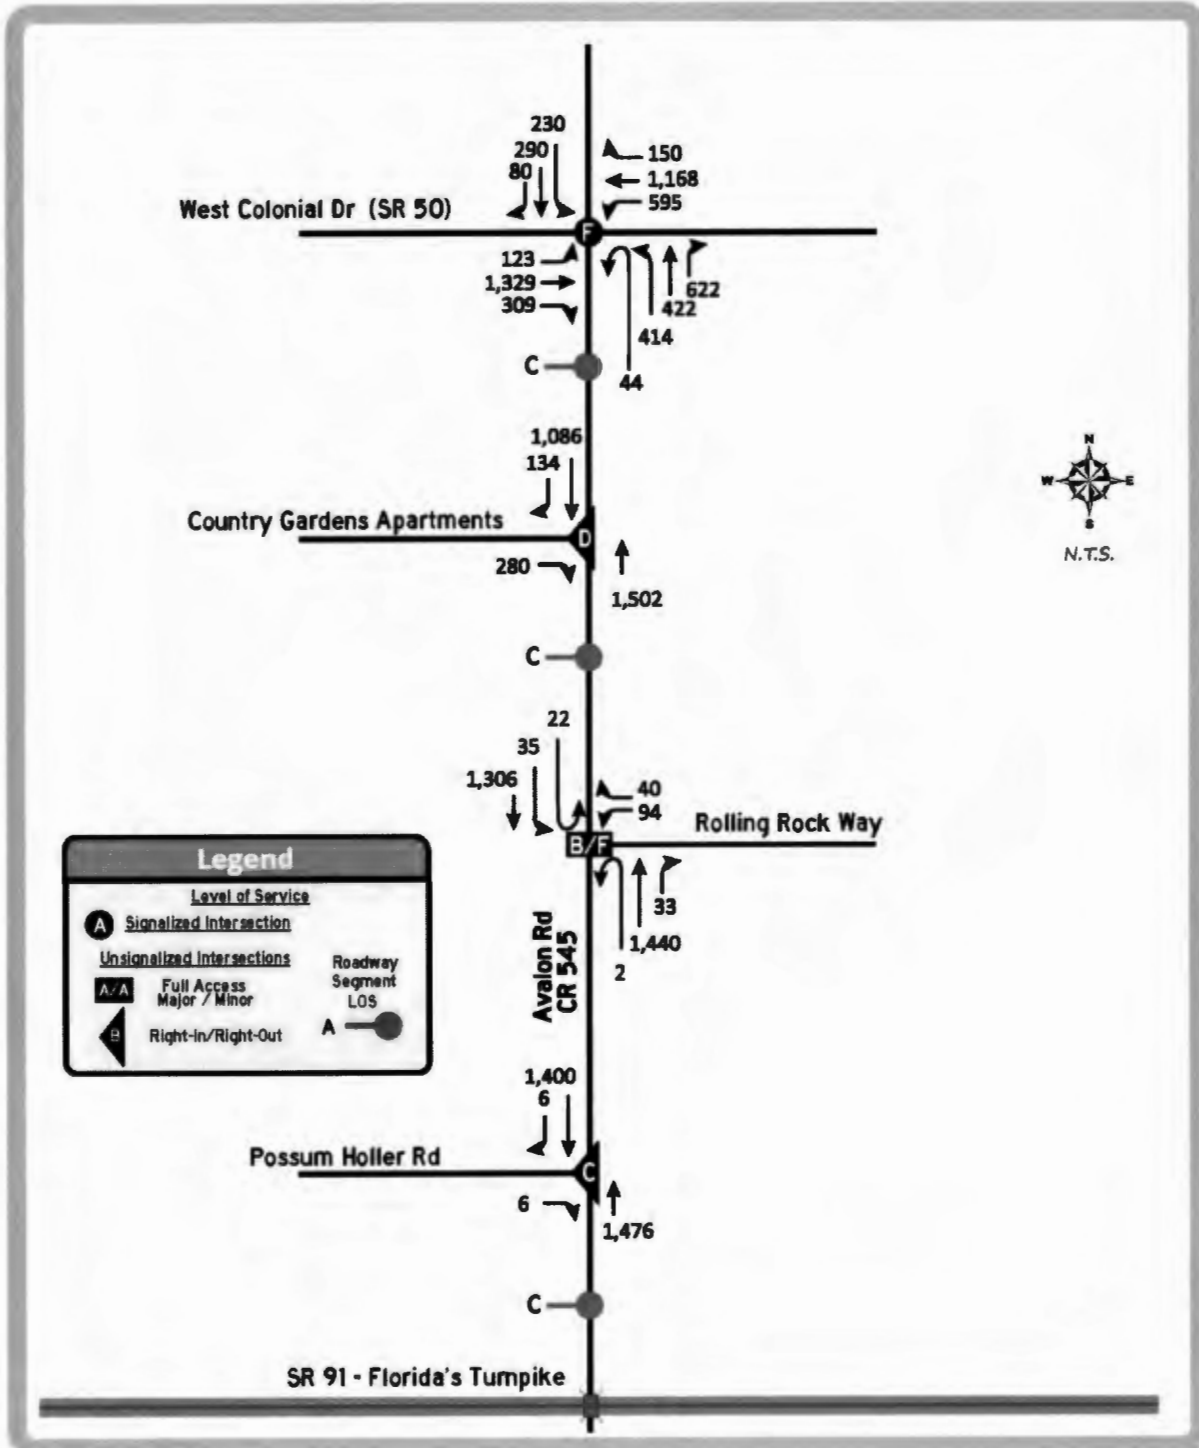 230
290
80
150
1,168
595
West Colonial Dr (SR 50)
F
123
1,329
309
622
422
414
44
C
1,086
134
N
W E
S
N.T.S.
Country Gardens Apartments
D
280
1,502
C
22
35
1,306
40
94
Rolling Rock Way
B/F
33
1,440
2
Avalon Rd
CR 545
Legend
Level of Service
A Signalized Intersection
Unsignalized Intersections
A/A Full Access
Major / Minor
B Right-In/Right-Out
Roadway
Segment
LOS
A
1,400
6
Possum Holler Rd
C
6
1,476
C
SR 91 - Florida's Turnpike